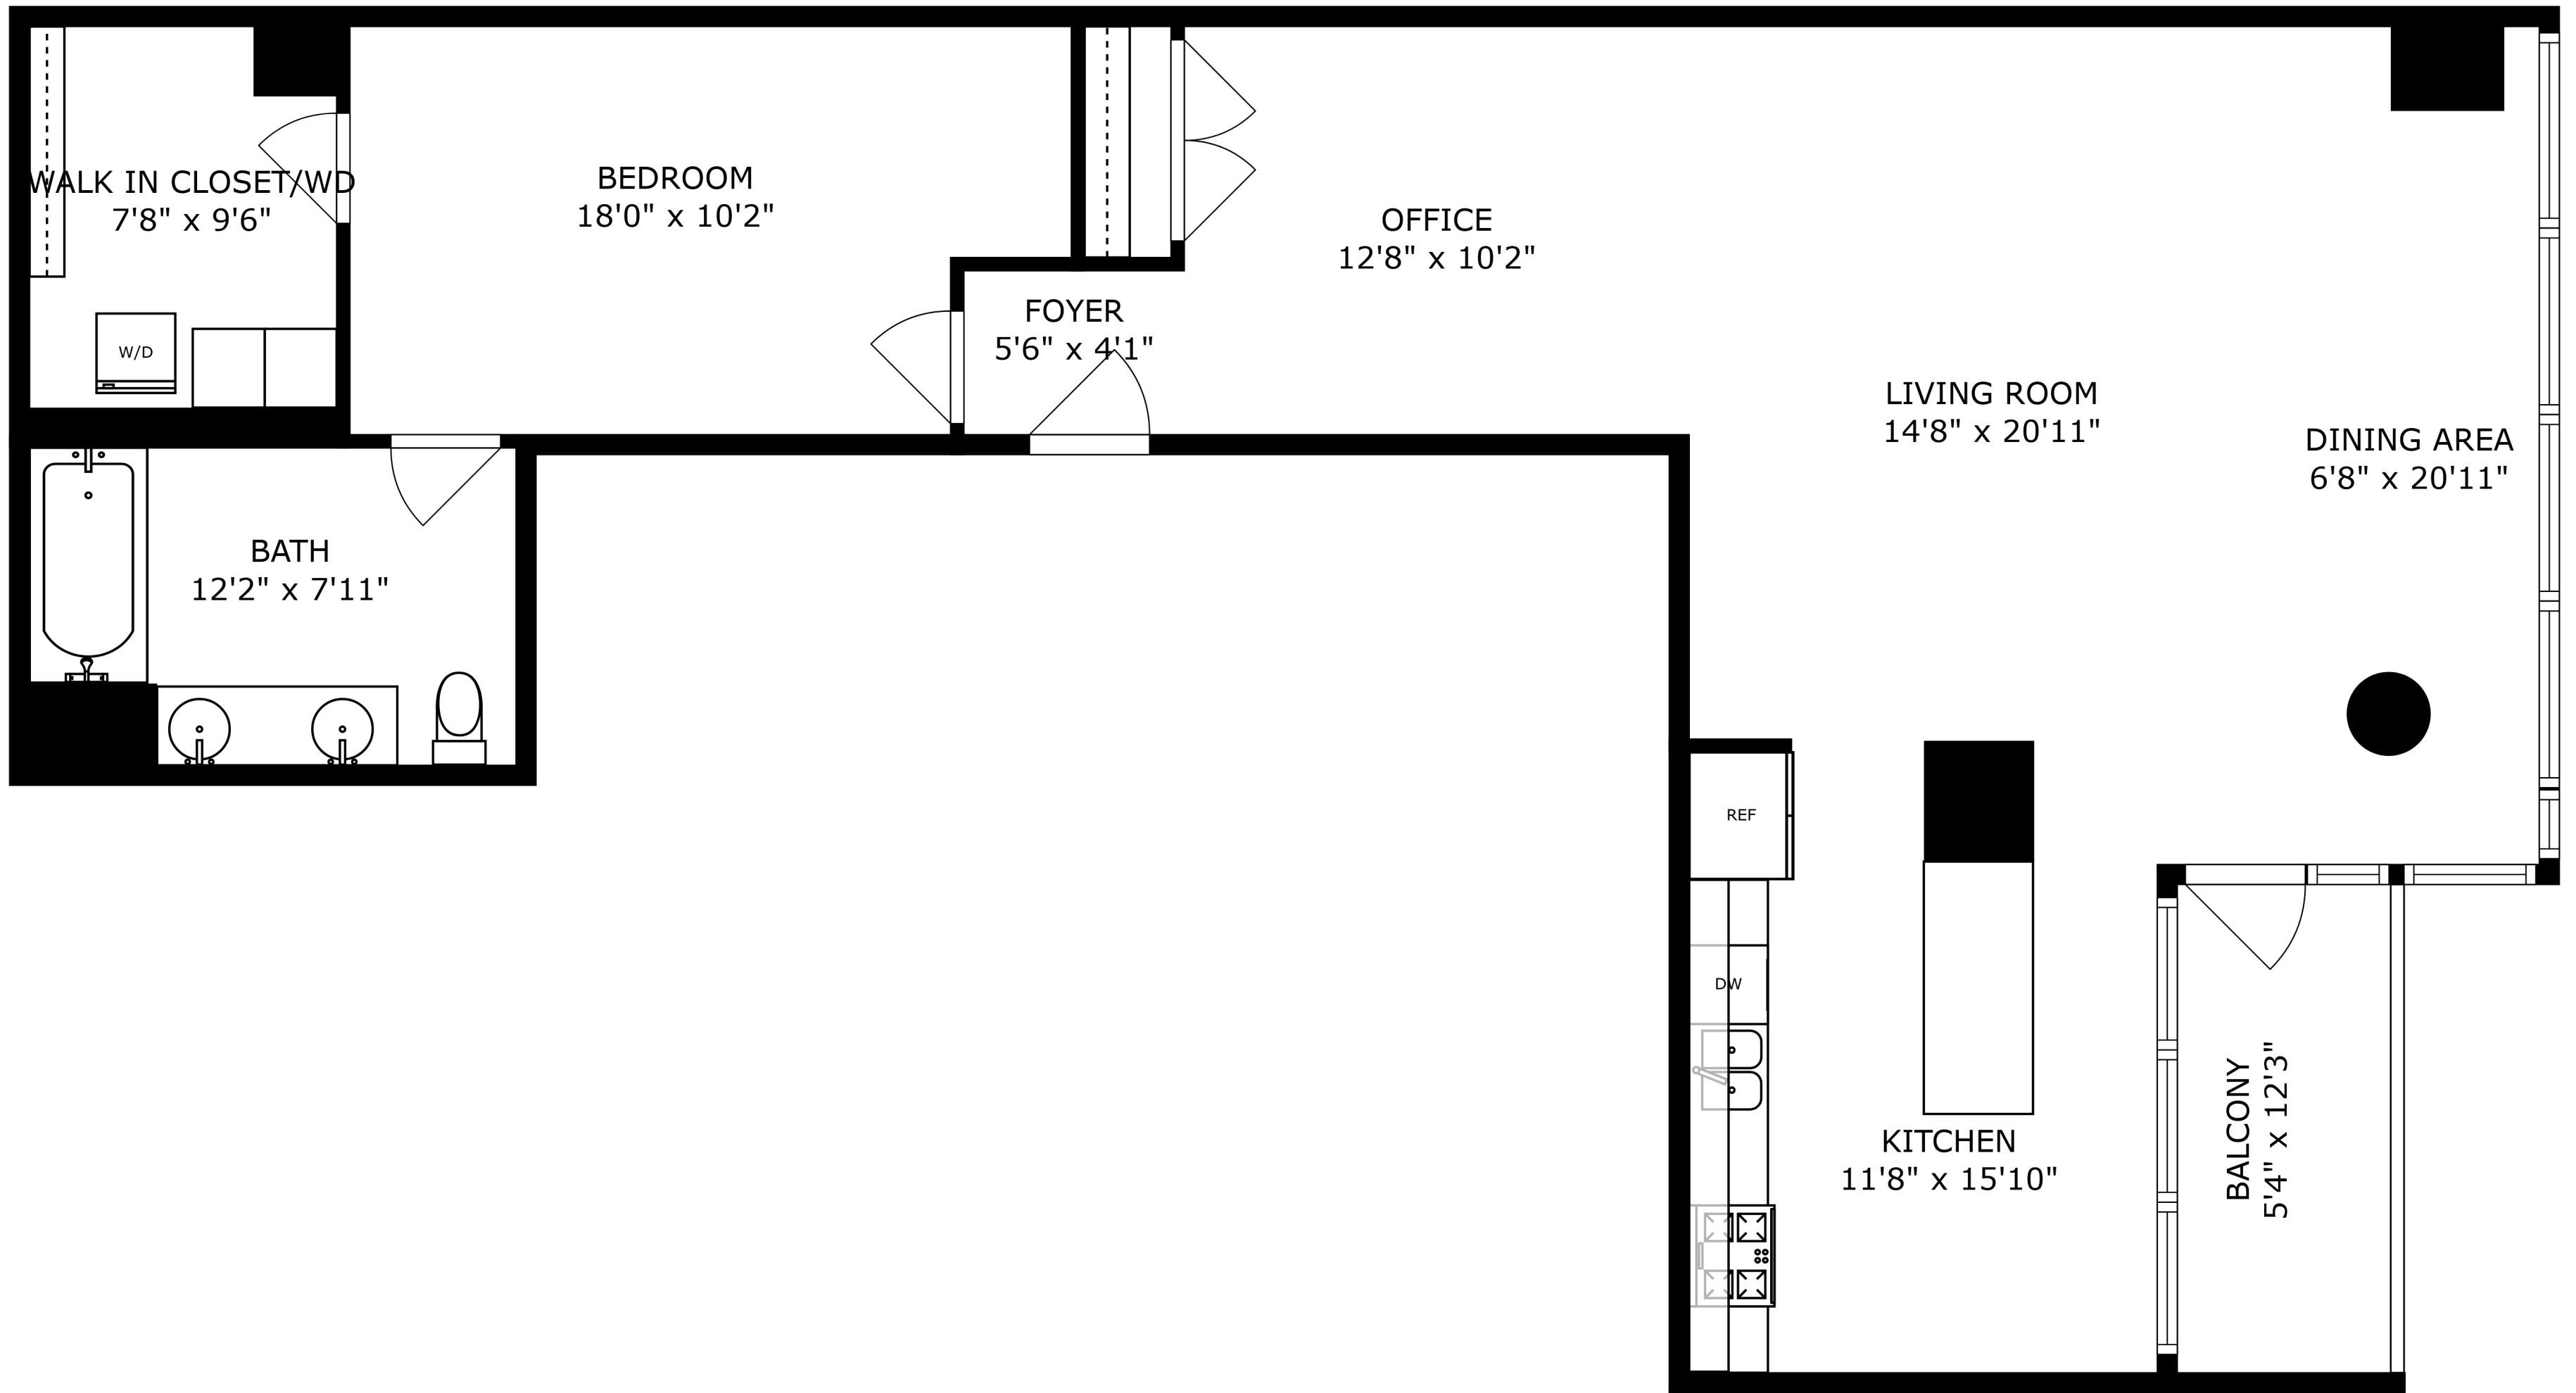 WALK IN CLOSET/WD
7'8" x 9'6"
W/D
BEDROOM
18'0" x 10'2"
FOYER
5'6" x 4'1"
OFFICE
12'8" x 10'2"
LIVING ROOM
14'8" x 20'11"
DINING AREA
6'8" x 20'11"
BATH
12'2" x 7'11"
REF
DW
KITCHEN
11'8" x 15'10"
BALCONY
5'4" x 12'3"